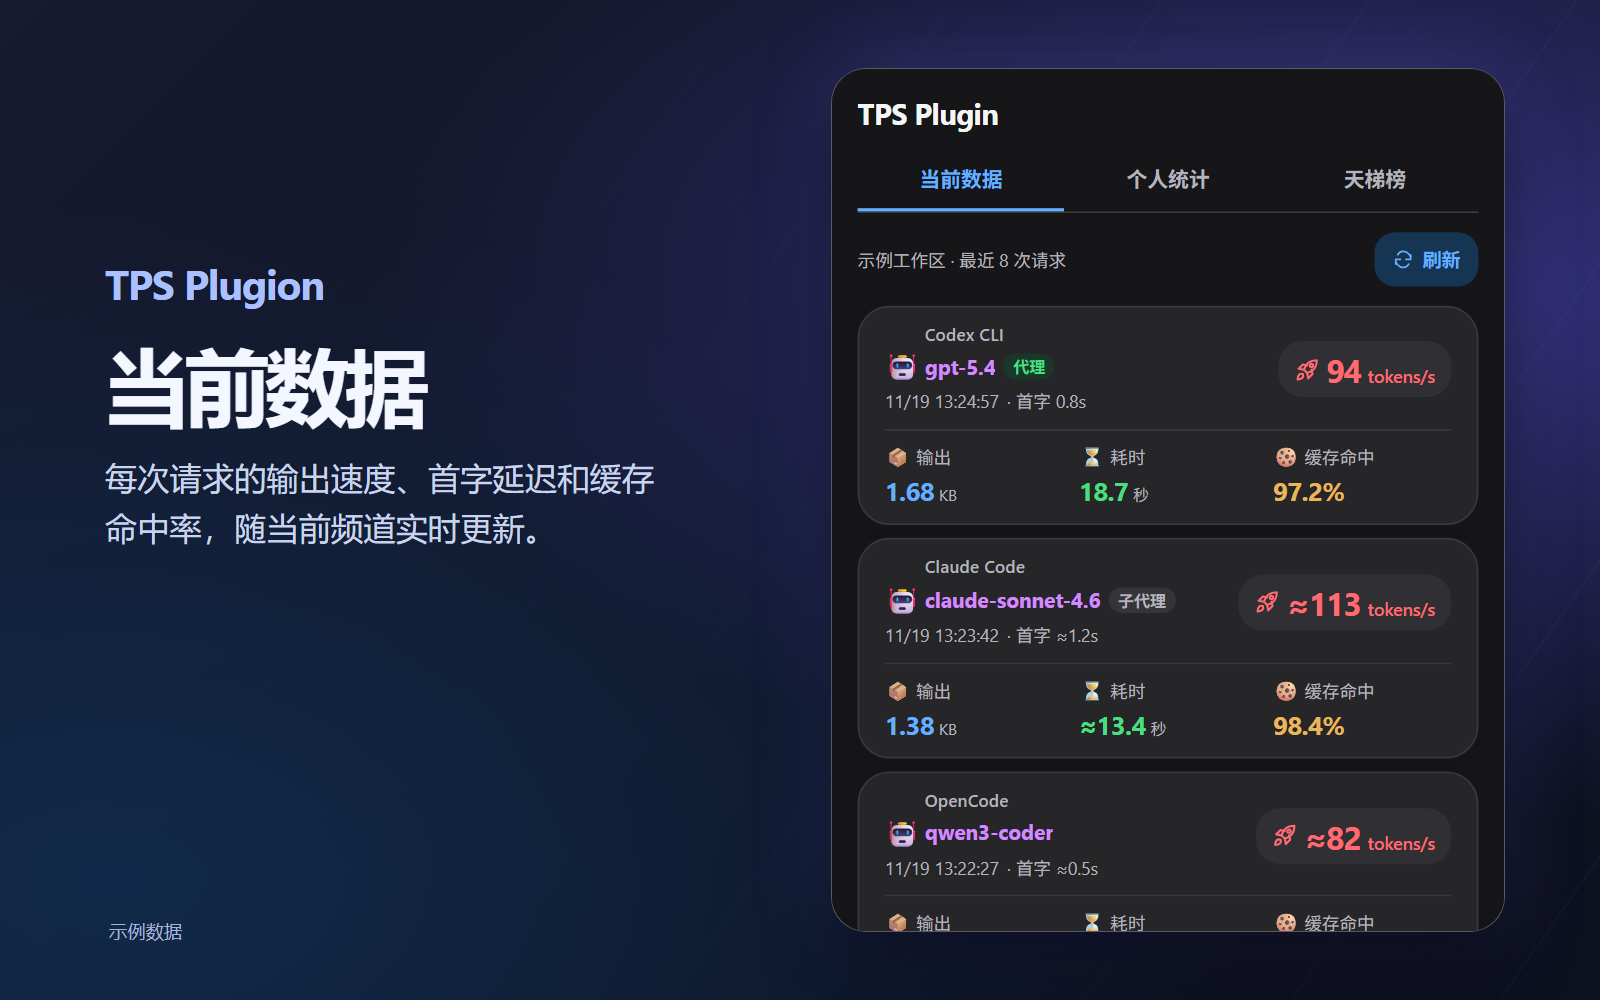 TPS Plugion
当前数据
每次请求的输出速度、首字延迟和缓存
命中率，随当前频道实时更新。
示例数据
TPS Plugin
当前数据 个人统计 天梯榜
示例工作区 · 最近 8 次请求 刷新
Codex CLI
gpt-5.4 代理
94 tokens/s
11/19 13:24:57 · 首字 0.8s
输出 耗时 缓存命中
1.68 KB 18.7 秒 97.2%
Claude Code
claude-sonnet-4.6 子代理
≈113 tokens/s
11/19 13:23:42 · 首字 ≈1.2s
输出 耗时 缓存命中
1.38 KB ≈13.4 秒 98.4%
OpenCode
qwen3-coder
≈82 tokens/s
11/19 13:22:27 · 首字 ≈0.5s
输出 耗时 缓存命中